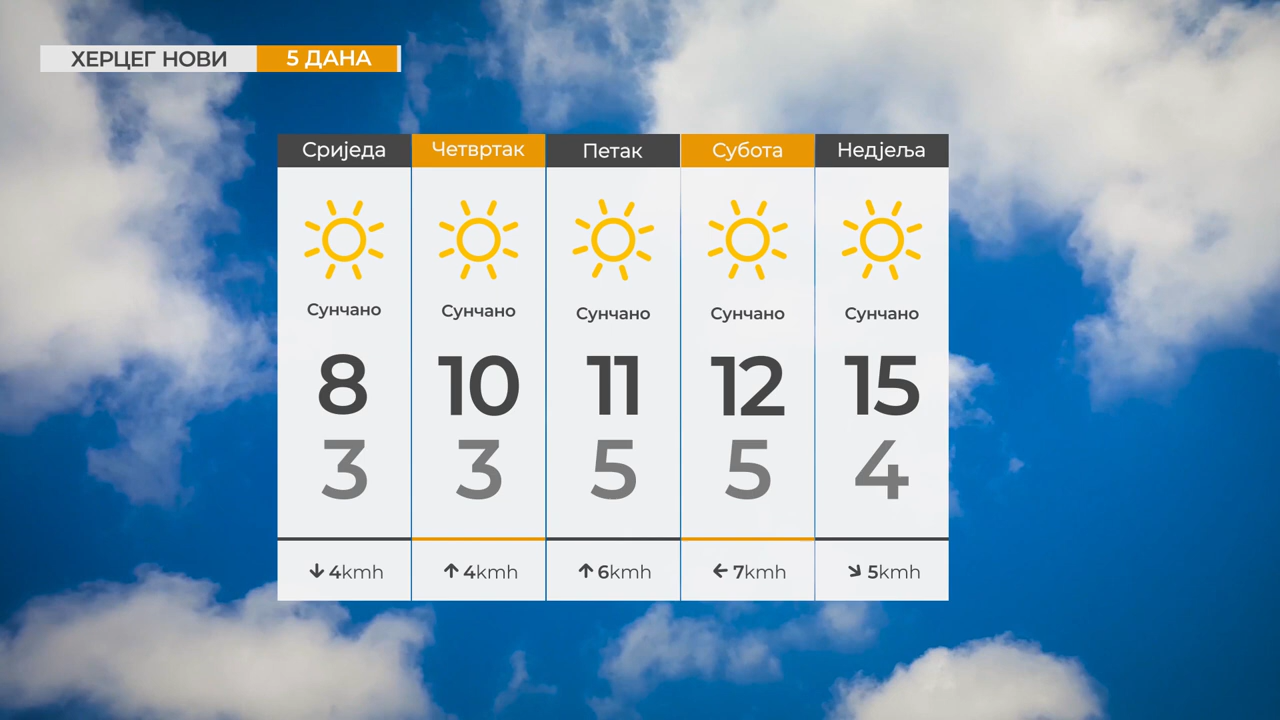 ХЕРЦЕГ НОВИ 5 ДАНА
Сриједа Четвртак Петак Субота Недјеља
Сунчано Сунчано Сунчано Сунчано Сунчано
8 10 11 12 15
3 3 5 5 4
4kmh 4kmh 6kmh 7kmh 5kmh